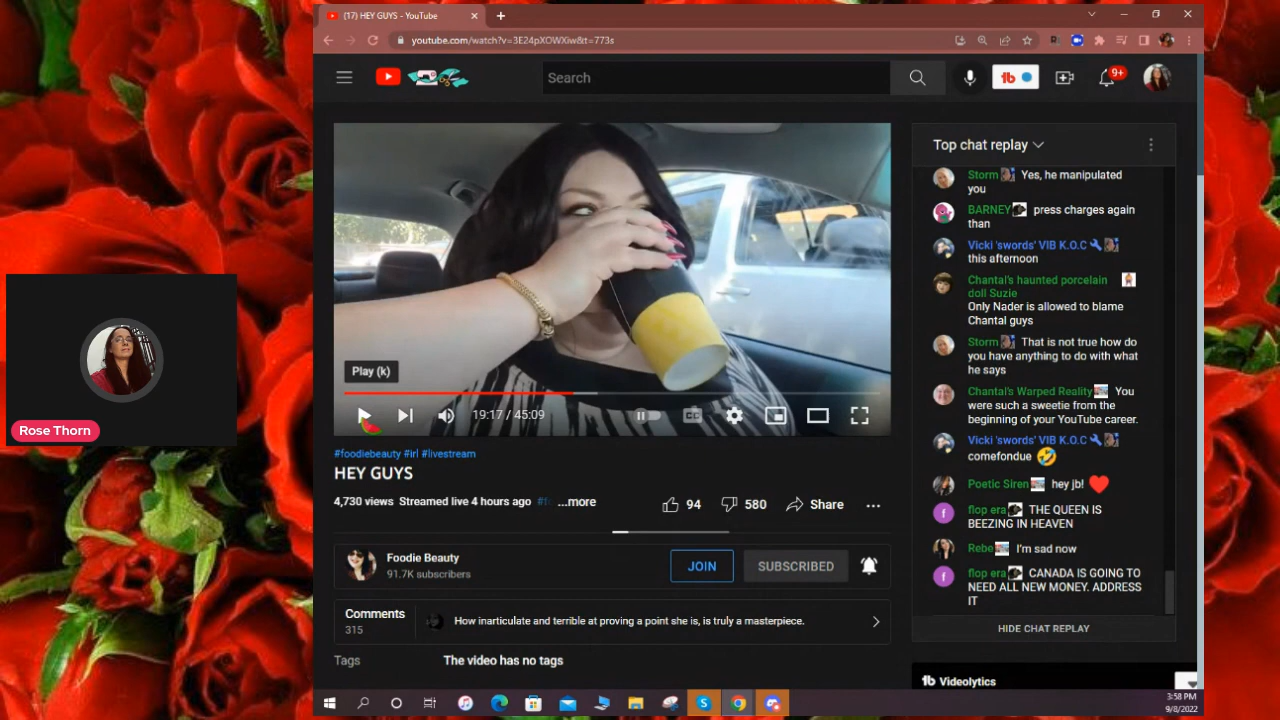 (17) HEY GUYS - YouTube
youtube.com/watch?v=3E24pXOWXiw&t=773s
Search
9+
Top chat replay
Storm Yes, he manipulated
you
BARNEY press charges again
than
Vicki 'swords' VIB K.O.C
this afternoon
Chantal's haunted porcelain
doll Suzie
Only Nader is allowed to blame
Chantal guys
Storm That is not true how do
you have anything to do with what
he says
Chantal's Warped Reality You
were such a sweetie from the
beginning of your YouTube career.
Vicki 'swords' VIB K.O.C
comefondue
Poetic Siren hey jb!
f flop era THE QUEEN IS
BEEZING IN HEAVEN
Rebe I'm sad now
f flop era CANADA IS GOING TO
NEED ALL NEW MONEY. ADDRESS
IT
HIDE CHAT REPLAY
Play (k)
19:17 / 45:09
CC
Rose Thorn
#foodiebeauty #irl #livestream
HEY GUYS
4,730 views Streamed live 4 hours ago ...more
94
580
Share
Foodie Beauty
91.7K subscribers
JOIN
SUBSCRIBED
Comments
315
How inarticulate and terrible at proving a point she is, is truly a masterpiece.
Tags
The video has no tags
tb Videolytics
3:58 PM
9/8/2022